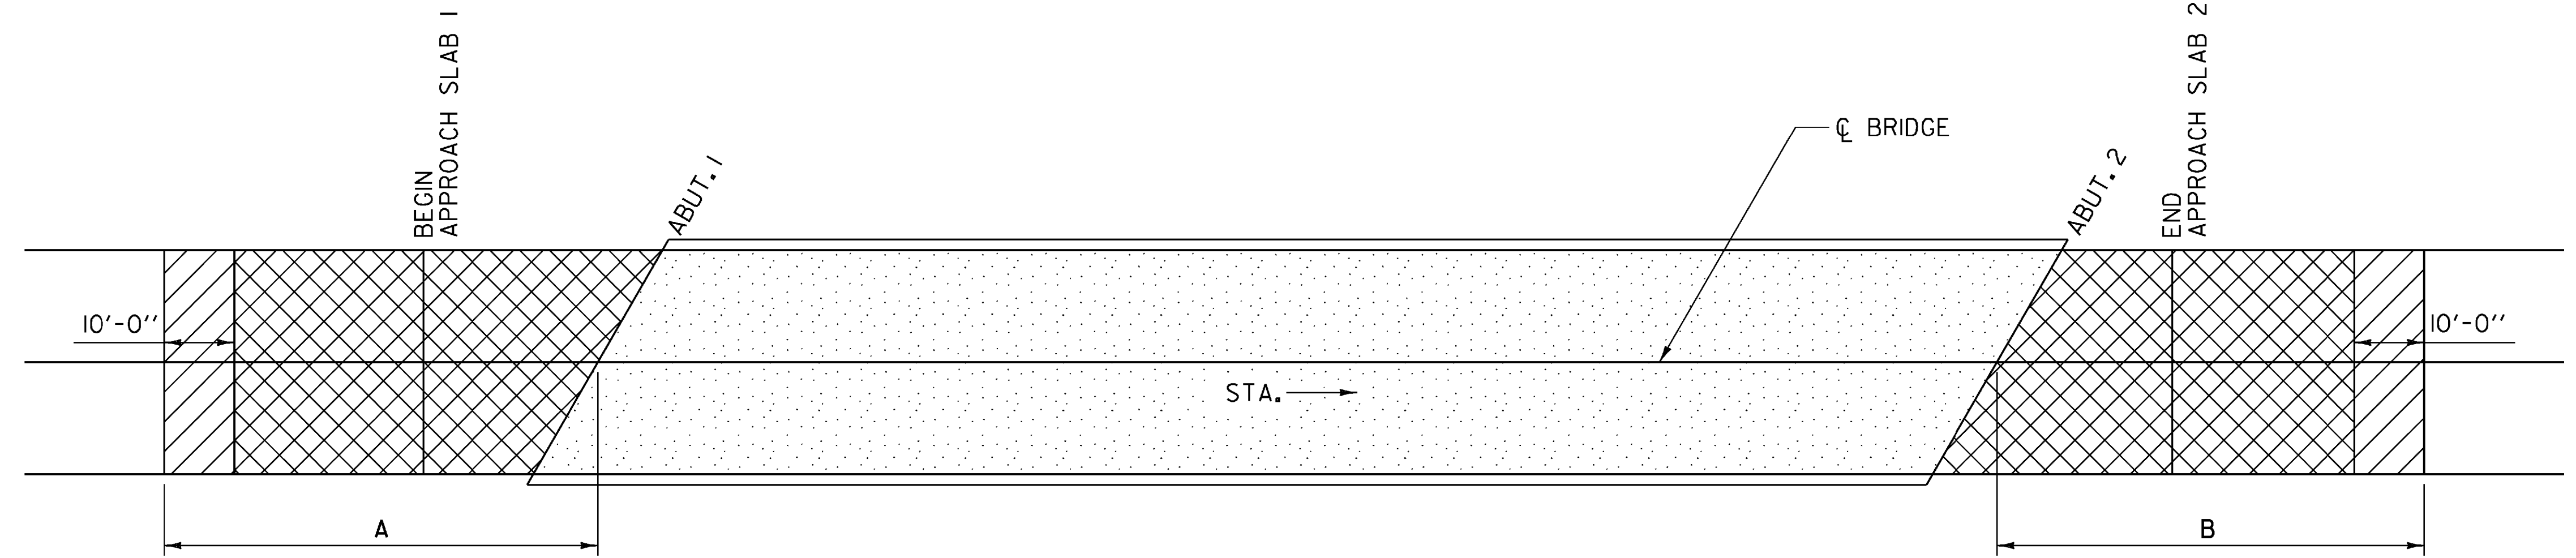 BEGIN
APPROACH SLAB 1
ABUT. 1
℄ BRIDGE
ABUT. 2
END
APPROACH SLAB 2
10'-0''
10'-0''
STA.
A
B